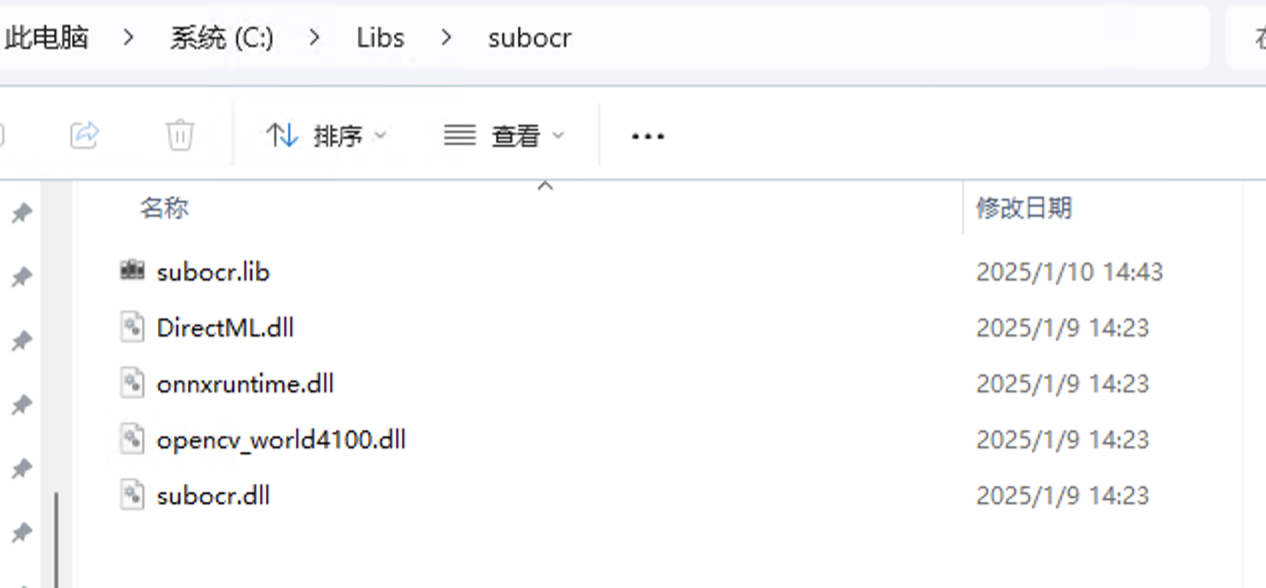 此电脑 > 系统 (C:) > Libs > subocr
排序 查看 •••
名称 修改日期
subocr.lib 2025/1/10 14:43
DirectML.dll 2025/1/9 14:23
onnxruntime.dll 2025/1/9 14:23
opencv_world4100.dll 2025/1/9 14:23
subocr.dll 2025/1/9 14:23